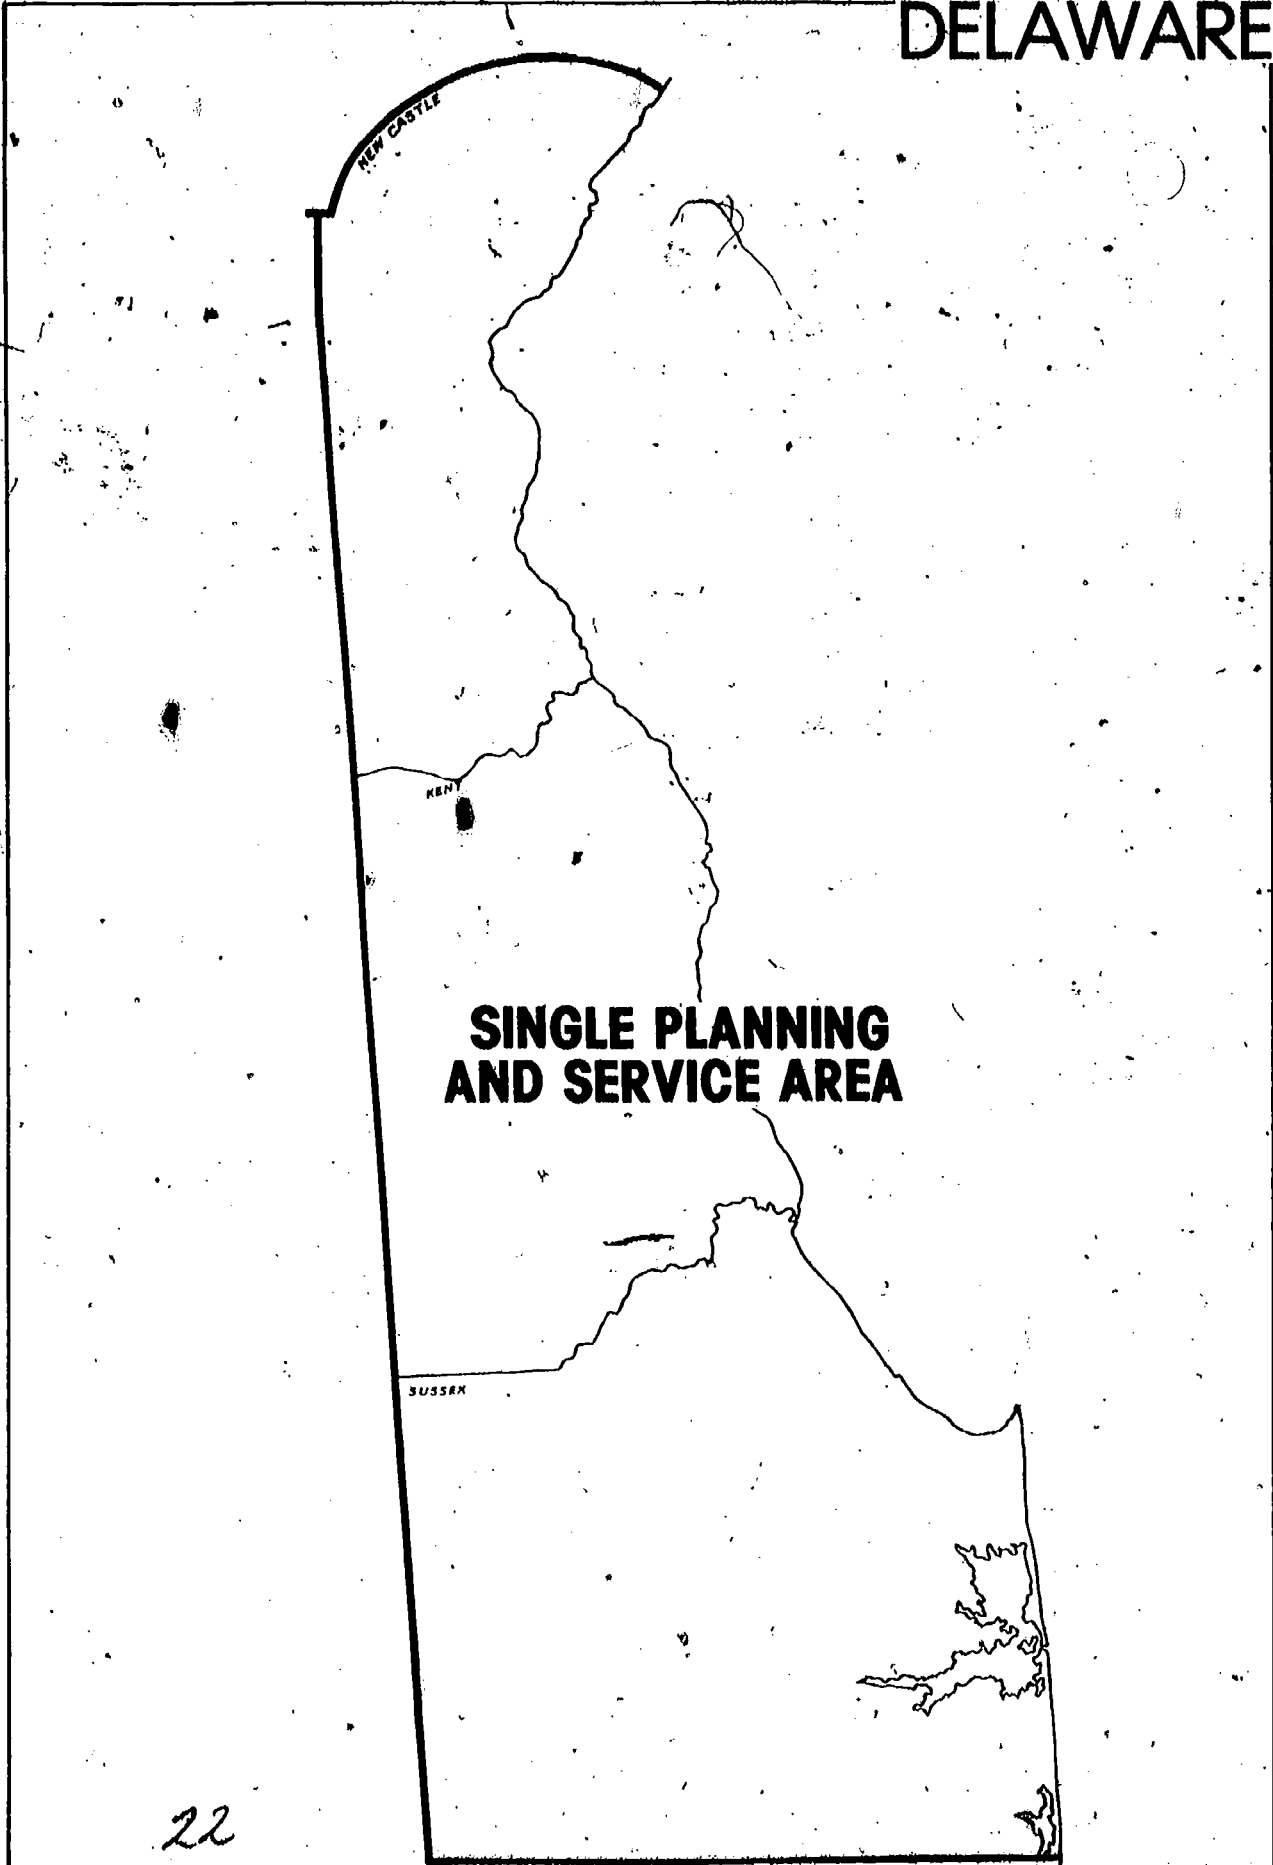 DELAWARE
NEW CASTLE
KENT
SINGLE PLANNING
AND SERVICE AREA
SUSSEX
22